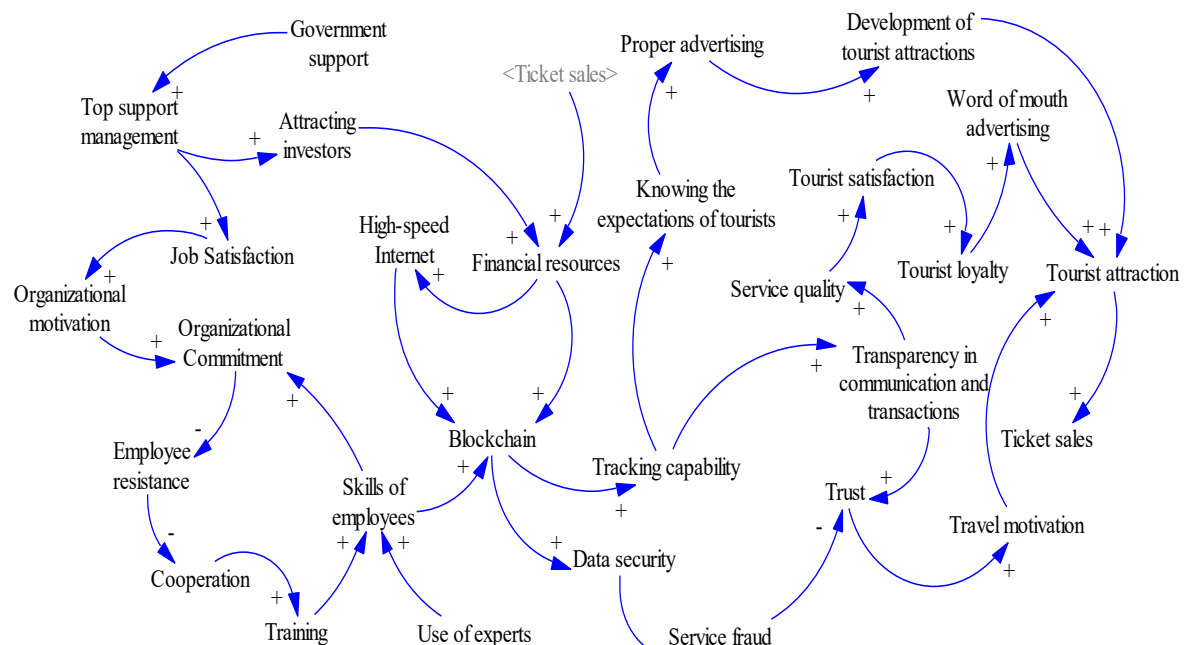 Government
support
Proper advertising
Development of
tourist attractions
<Ticket sales>
+
+
+
Top support
management
+
Attracting
investors
Word of mouth
advertising
+
Knowing the
expectations of tourists
Tourist satisfaction
High-speed
Internet
+
+
+
+
+
+
+
Job Satisfaction
Financial resources
Tourist loyalty
Tourist attraction
+
+
+
Organizational
motivation
Service quality
+
+
Organizational
Commitment
+
+
Transparency in
communication and
transactions
+
+
+
+
+
-
Employee
resistance
Blockchain
Ticket sales
+
Tracking capability
+
Skills of
employees
Trust
+
Travel motivation
-
-
+
+
+
Data security
+
Cooperation
+
Training
Use of experts
Service fraud